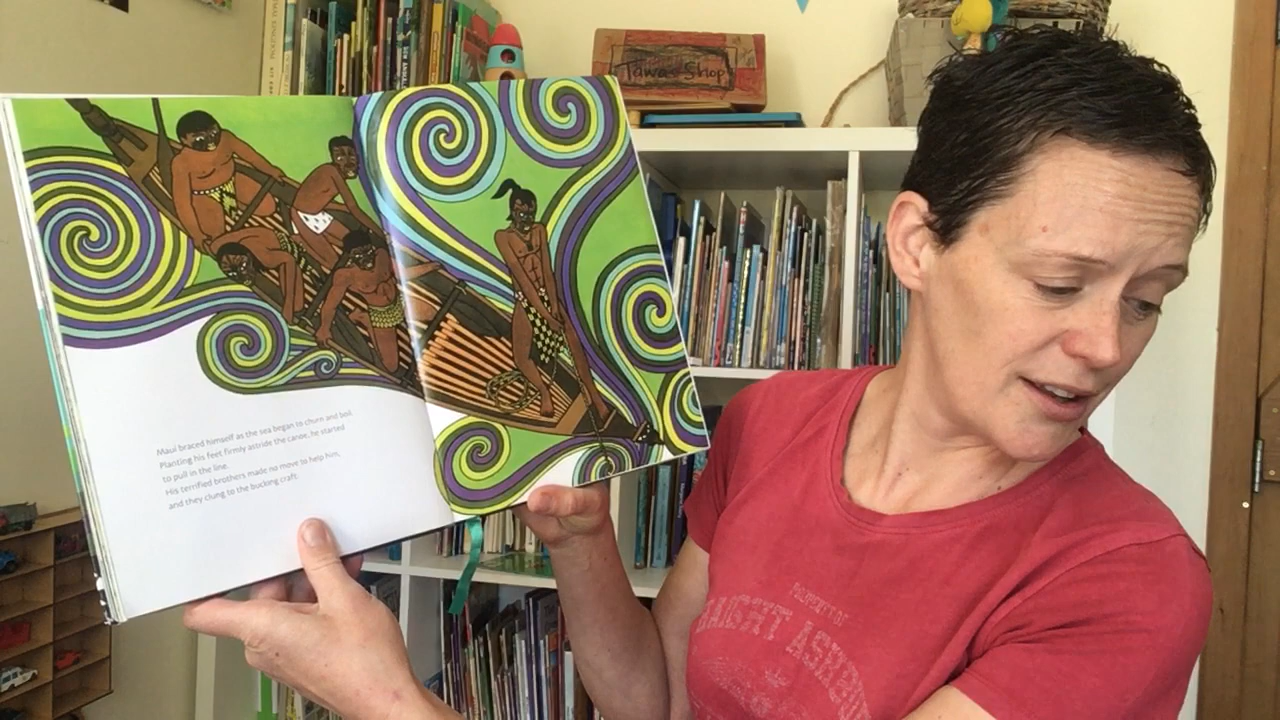 Tawa Shop
Maui braced himself as the sea began to churn and boil.
Planting his feet firmly astride the canoe, he started
to pull in the line.
His terrified brothers made no move to help him,
and they clung to the bucking craft.
PROPERTY OF